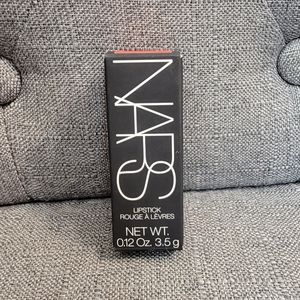 NARS
LIPSTICK
ROUGE À LÈVRES
NET WT.
0.12 Oz. 3.5 g